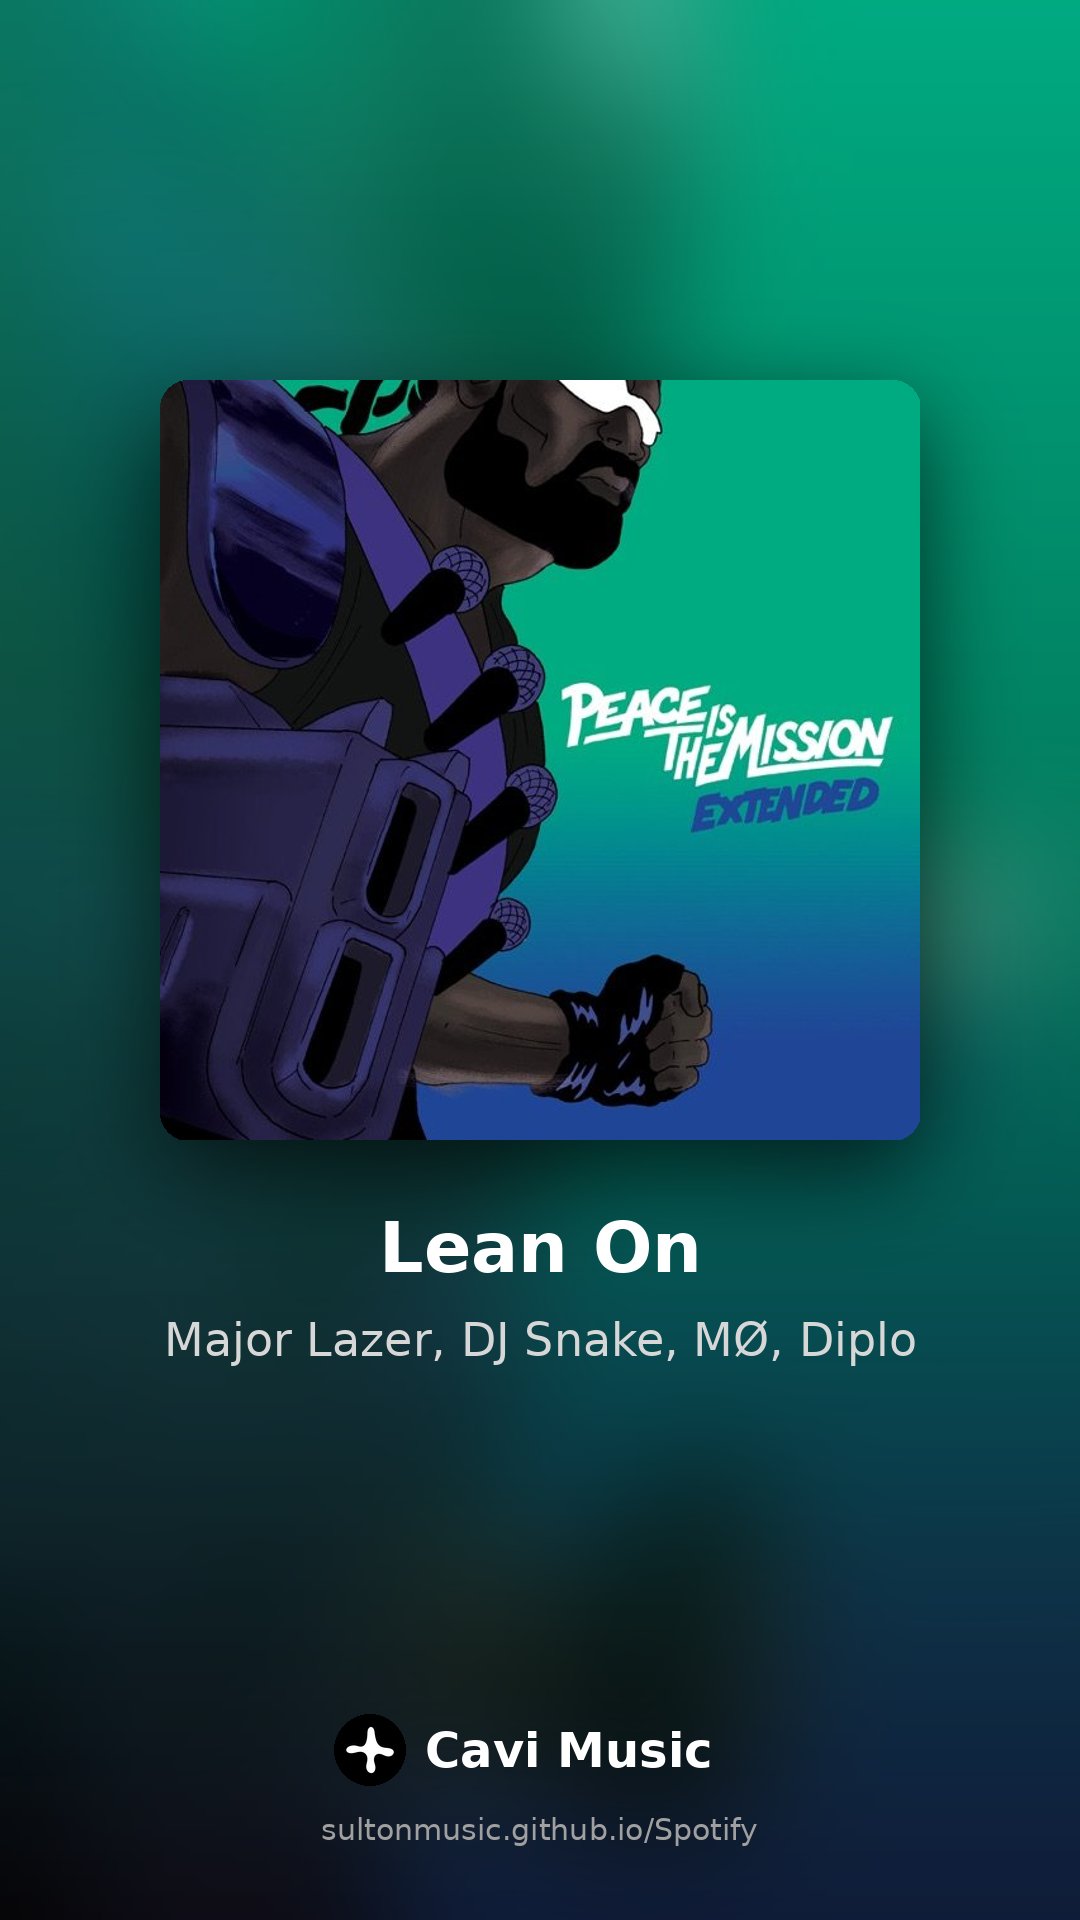 PEACE IS
THE MISSION
EXTENDED
Lean On
Major Lazer, DJ Snake, MØ, Diplo
Cavi Music
sultonmusic.github.io/Spotify